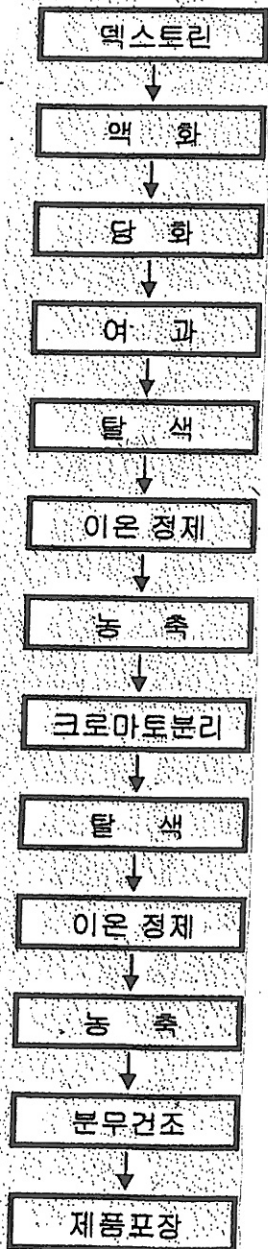 덱스토린
액 화
당 화
여 과
탈 색
이온 정제
농 축
크로마토분리
탈 색
이온 정제
농 축
분무건조
제품포장